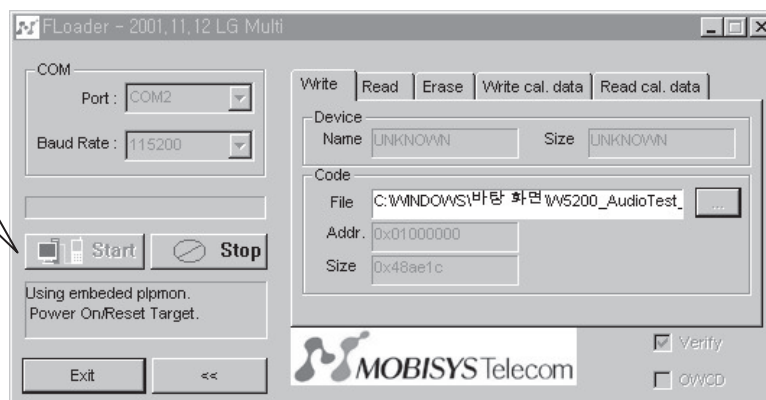 FLoader - 2001,11,12 LG Multi
COM
Port : COM2
Baud Rate : 115200
Start Stop
Using embeded plpmon.
Power On/Reset Target.
Exit <<
Write Read Erase Write cal. data Read cal. data
Device
Name UNKNOWN Size UNKNOWN
Code
File C:\WINDOWS\바탕 화면\W5200_AudioTest_ ...
Addr. 0x01000000
Size 0x48ae1c
MOBISYS Telecom
Verify
OWCD